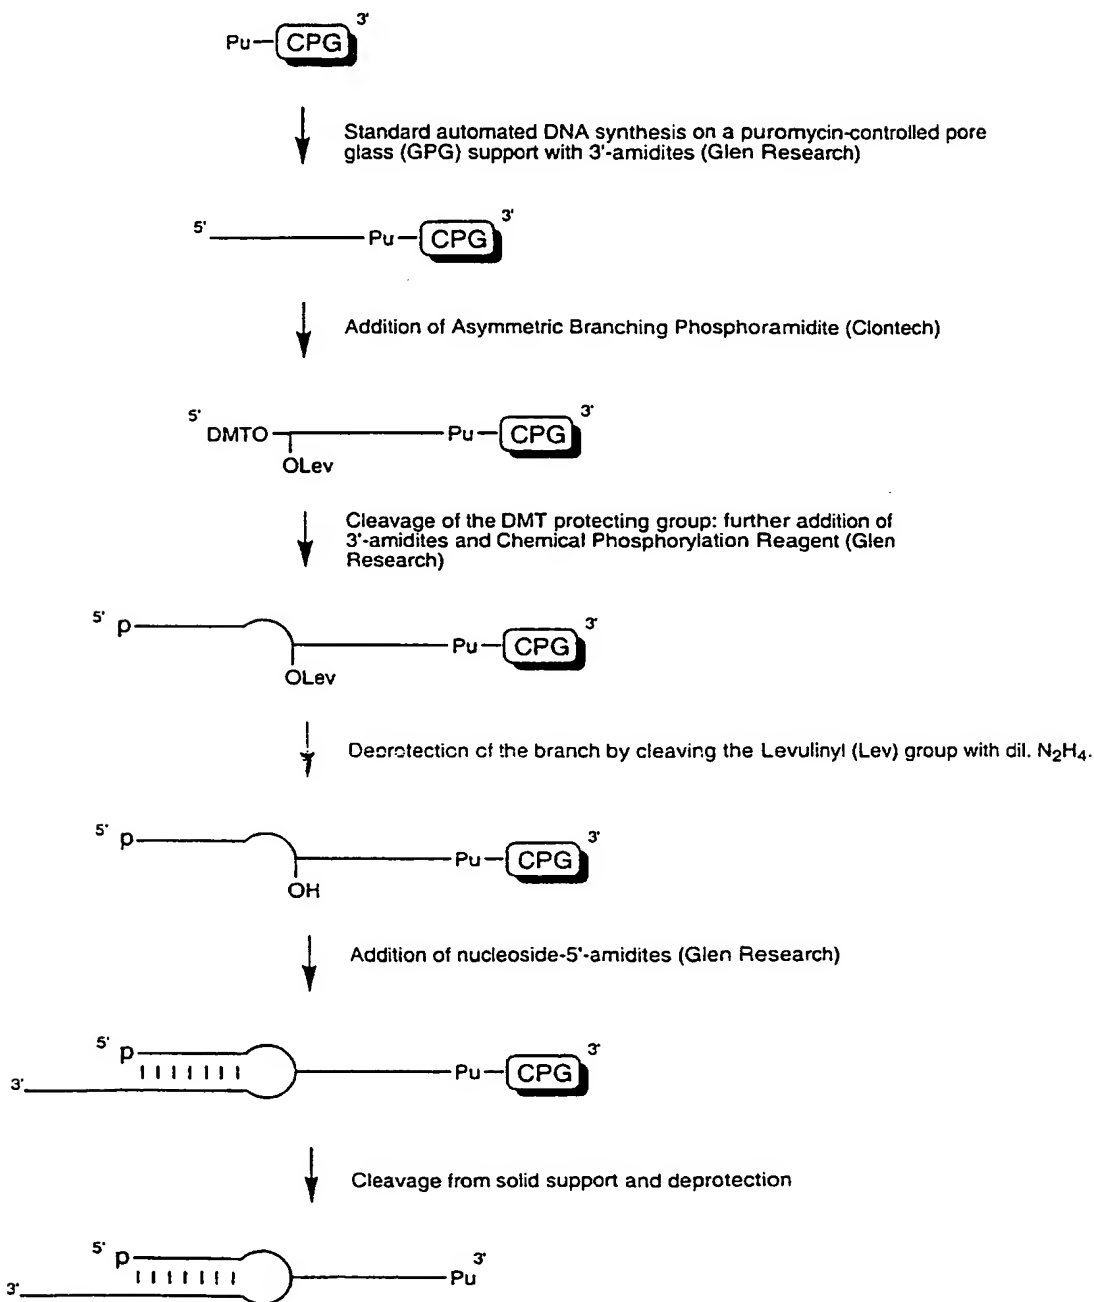 3'
Pu CPG
Standard automated DNA synthesis on a puromycin-controlled pore
glass (GPG) support with 3'-amidites (Glen Research)
5' Pu CPG 3'
Addition of Asymmetric Branching Phosphoramidite (Clontech)
5' DMTO Pu CPG 3'
OLev
Cleavage of the DMT protecting group: further addition of
3'-amidites and Chemical Phosphorylation Reagent (Glen
Research)
5' p Pu CPG 3'
OLev
Deprotection of the branch by cleaving the Levulinyl (Lev) group with dil. N₂H₄.
5' p Pu CPG 3'
OH
Addition of nucleoside-5'-amidites (Glen Research)
5' p Pu CPG 3'
3'
Cleavage from solid support and deprotection
5' p Pu 3'
3'